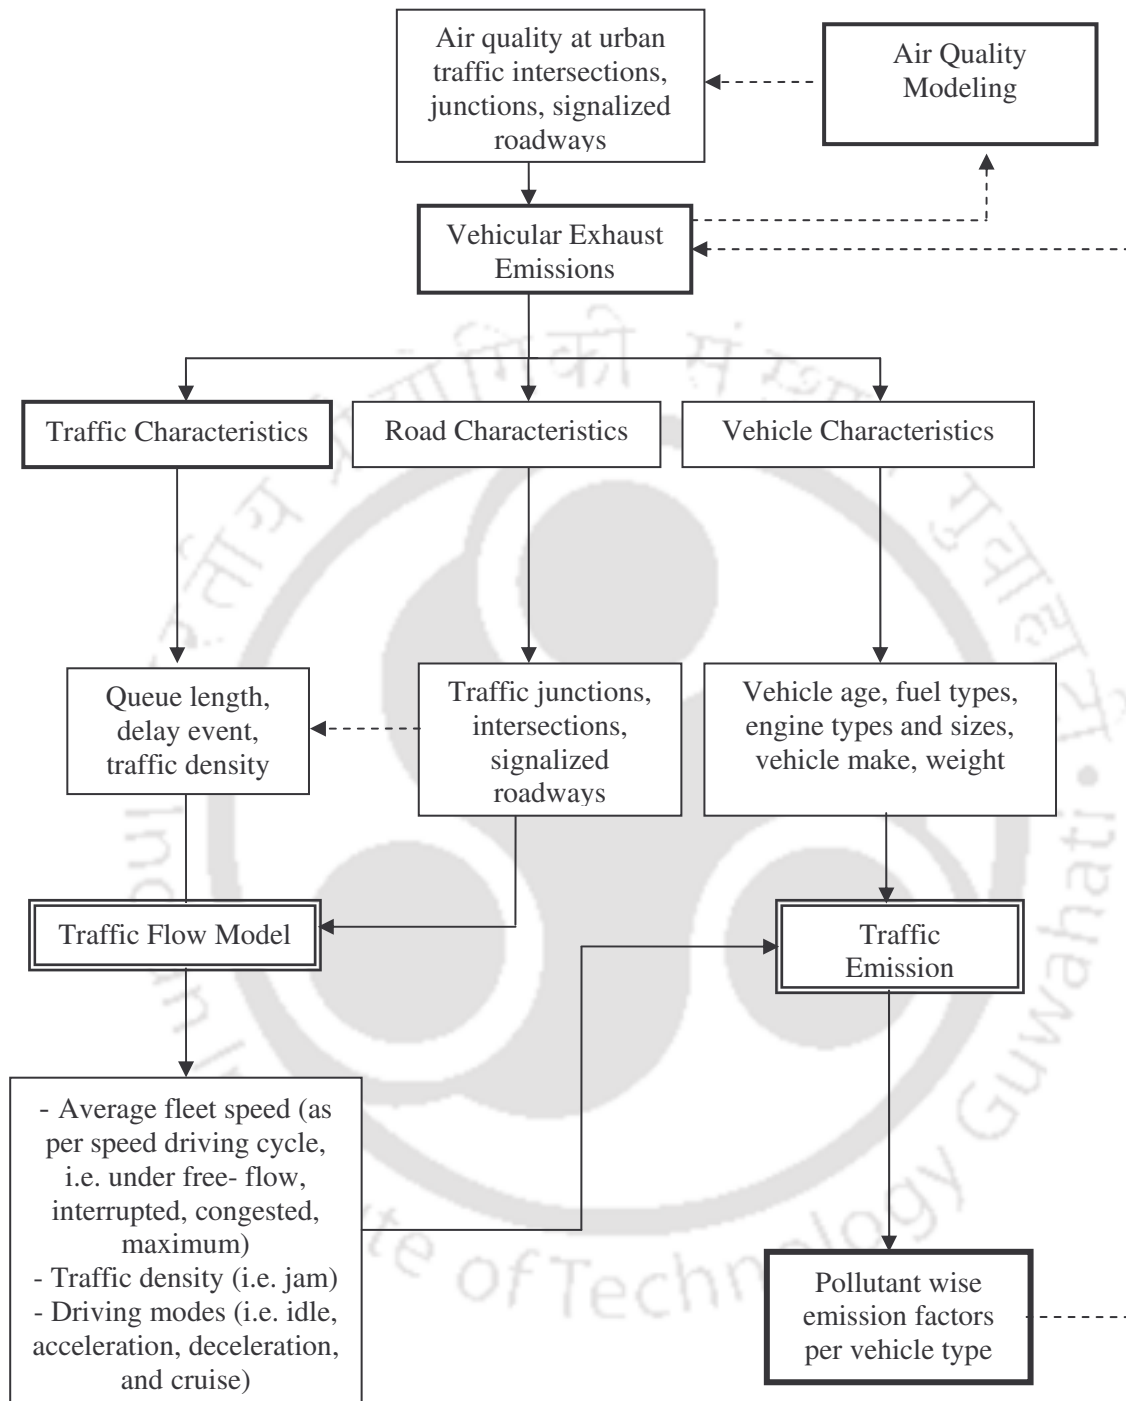 Air quality at urban
traffic intersections,
junctions, signalized
roadways
Air Quality
Modeling
Vehicular Exhaust
Emissions
Traffic Characteristics
Road Characteristics
Vehicle Characteristics
Queue length,
delay event,
traffic density
Traffic junctions,
intersections,
signalized
roadways
Vehicle age, fuel types,
engine types and sizes,
vehicle make, weight
Traffic Flow Model
Traffic
Emission
- Average fleet speed (as
per speed driving cycle,
i.e. under free- flow,
interrupted, congested,
maximum)
- Traffic density (i.e. jam)
- Driving modes (i.e. idle,
acceleration, deceleration,
and cruise)
Pollutant wise
emission factors
per vehicle type
of Technology Guwahati